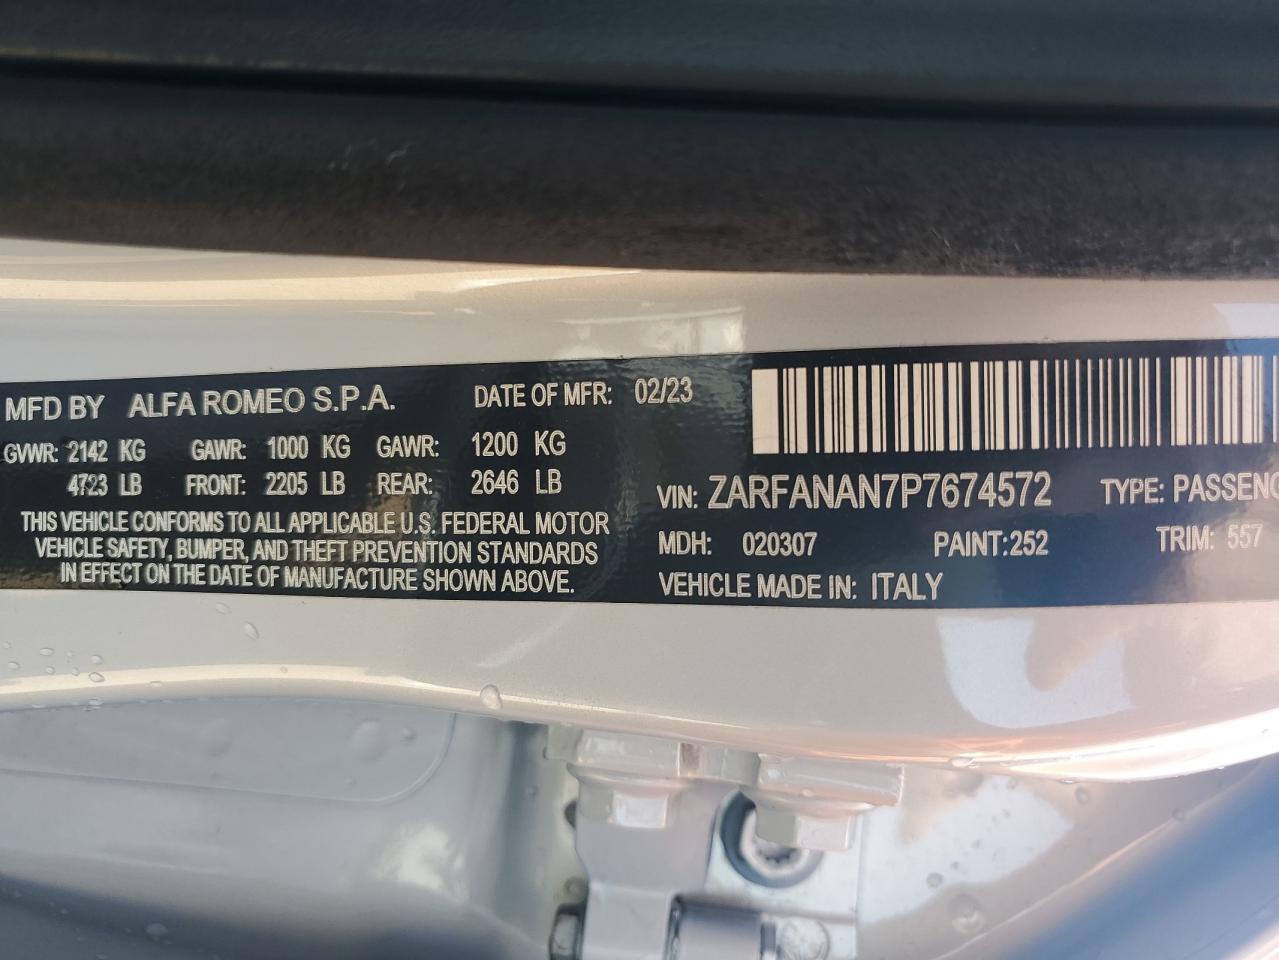 MFD BY ALFA ROMEO S.P.A. DATE OF MFR: 02/23
GVWR: 2142 KG GAWR: 1000 KG GAWR: 1200 KG
4723 LB FRONT: 2205 LB REAR: 2646 LB
THIS VEHICLE CONFORMS TO ALL APPLICABLE U.S. FEDERAL MOTOR
VEHICLE SAFETY, BUMPER, AND THEFT PREVENTION STANDARDS
IN EFFECT ON THE DATE OF MANUFACTURE SHOWN ABOVE.
VIN: ZARFANAN7P7674572 TYPE: PASSENG
MDH: 020307 PAINT:252 TRIM: 557
VEHICLE MADE IN: ITALY